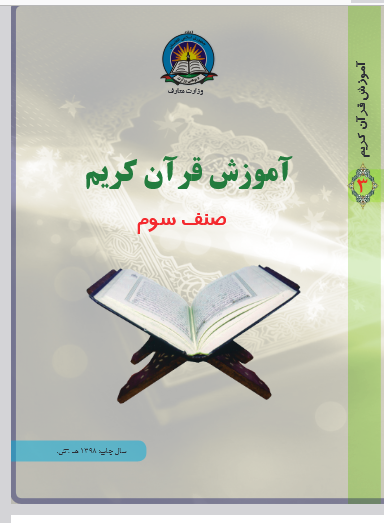 وزارت معارف
آموزش قرآن کریم
صنف سوم
سال چاپ: ۱۳۹۸ هـ. ش.
آموزش قرآن کریم
۳